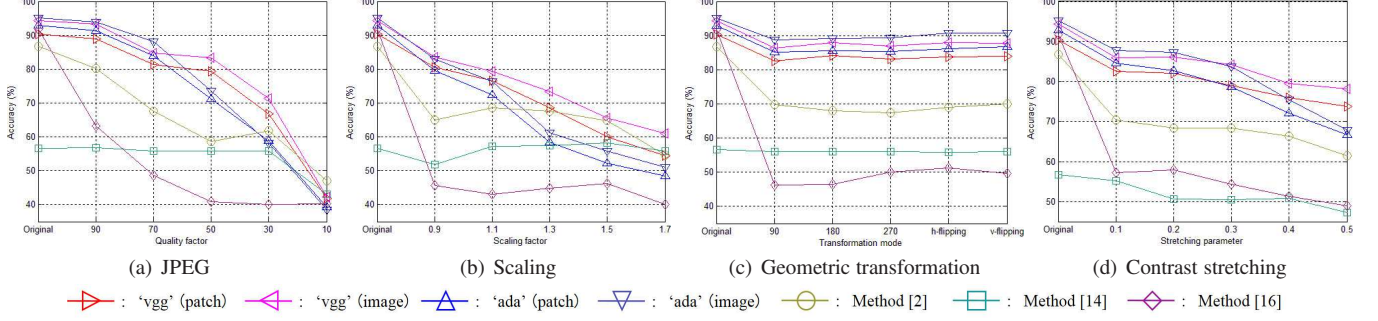 100
90
80
70
60
50
40
Accuracy (%)
Original 90 70 50 30 10
Quality factor
(a) JPEG
100
90
80
70
60
50
40
Accuracy (%)
Original 0.9 1.1 1.3 1.5 1.7
Scaling factor
(b) Scaling
100
90
80
70
60
50
40
Accuracy (%)
Original 90 180 270 h-flipping v-flipping
Transformation mode
(c) Geometric transformation
100
90
80
70
60
50
Accuracy (%)
Original 0.1 0.2 0.3 0.4 0.5
Stretching parameter
(d) Contrast stretching
: 'vgg' (patch) : 'vgg' (image) : 'ada' (patch) : 'ada' (image) : Method [2] : Method [14] : Method [16]